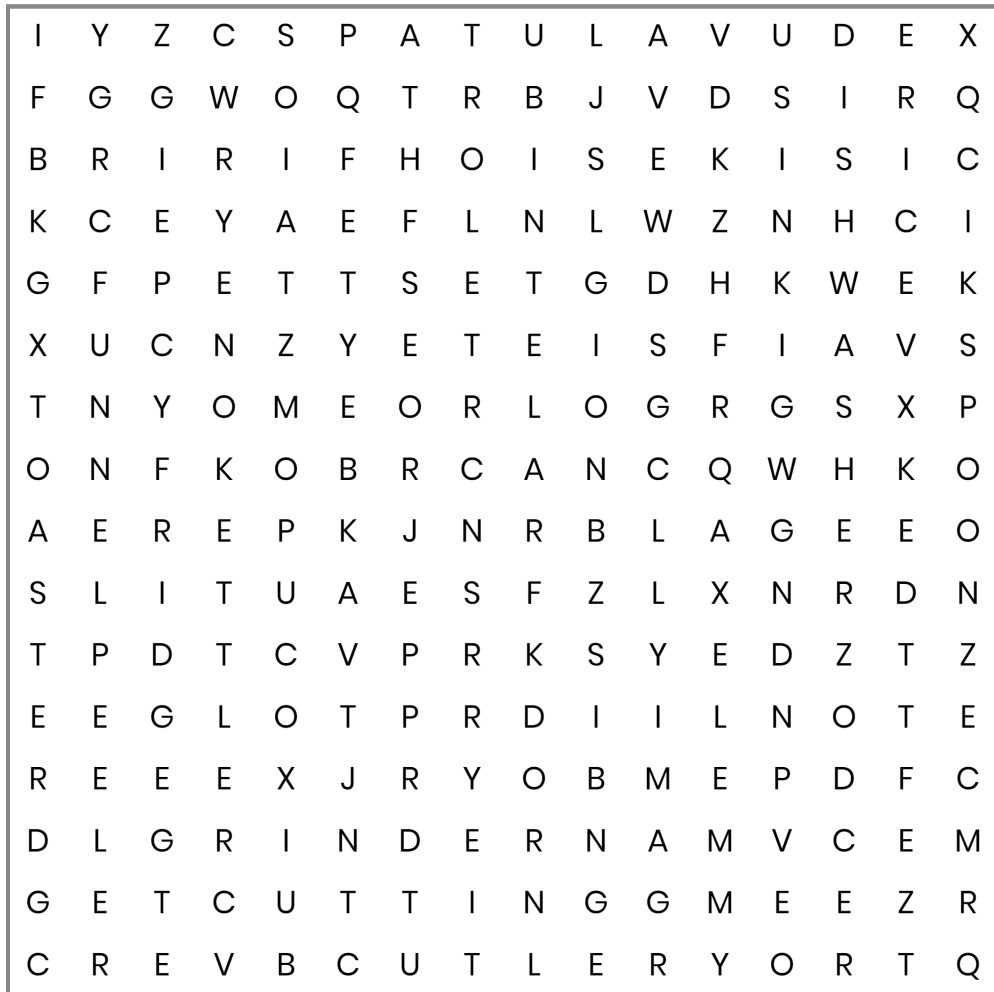 I Y Z C S P A T U L A V U D E X
F G G W O Q T R B J V D S I R Q
B R I R I F H O I S E K I S I C
K C E Y A E F L N L W Z N H C I
G F P E T T S E T G D H K W E K
X U C N Z Y E T E I S F I A V S
T N Y O M E O R L O G R G S X P
O N F K O B R C A N C Q W H K O
A E R E P K J N R B L A G E E O
S L I T U A E S F Z L X N R D N
T P D T C V P R K S Y E D Z T Z
E E G L O T P R D I I L N O T E
R E E E X J R Y O B M E P D F C
D L G R I N D E R N A M V C E M
G E T C U T T I N G G M E E Z R
C R E V B C U T L E R Y O R T Q